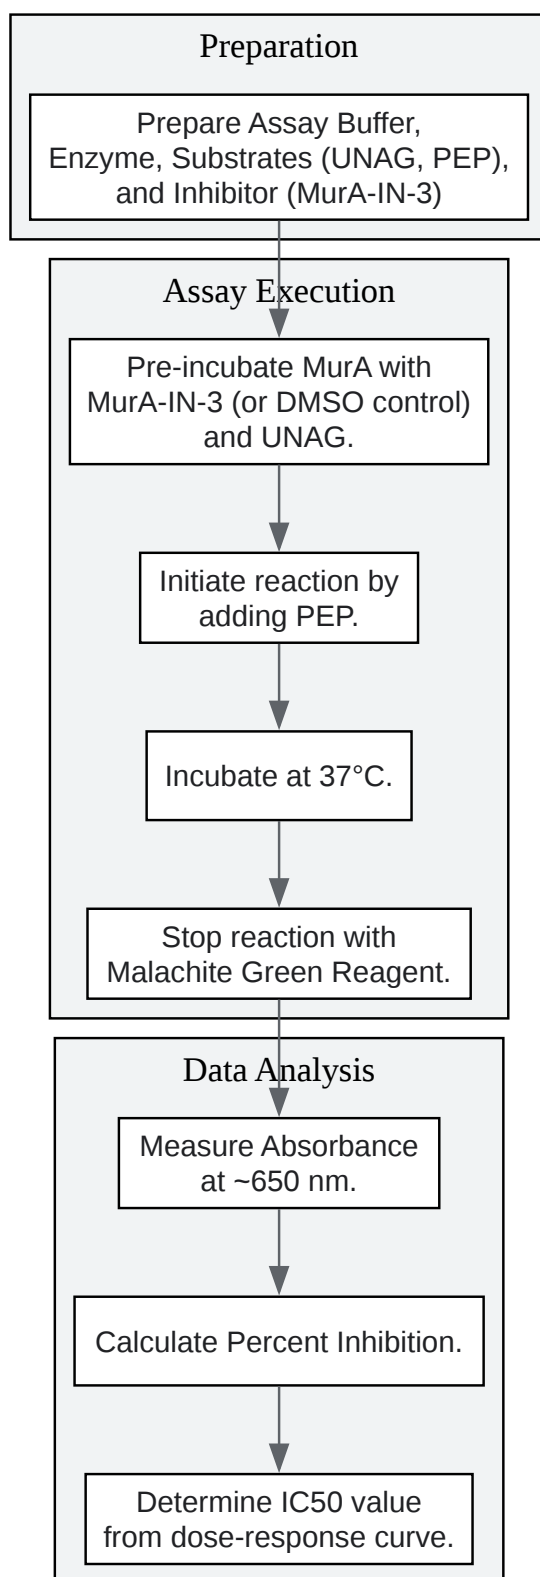 Preparation
Prepare Assay Buffer,
Enzyme, Substrates (UNAG, PEP),
and Inhibitor (MurA-IN-3)
Assay Execution
Pre-incubate MurA with
MurA-IN-3 (or DMSO control)
and UNAG.
Initiate reaction by
adding PEP.
Incubate at 37°C.
Stop reaction with
Malachite Green Reagent.
Data Analysis
Measure Absorbance
at ~650 nm.
Calculate Percent Inhibition.
Determine IC50 value
from dose-response curve.